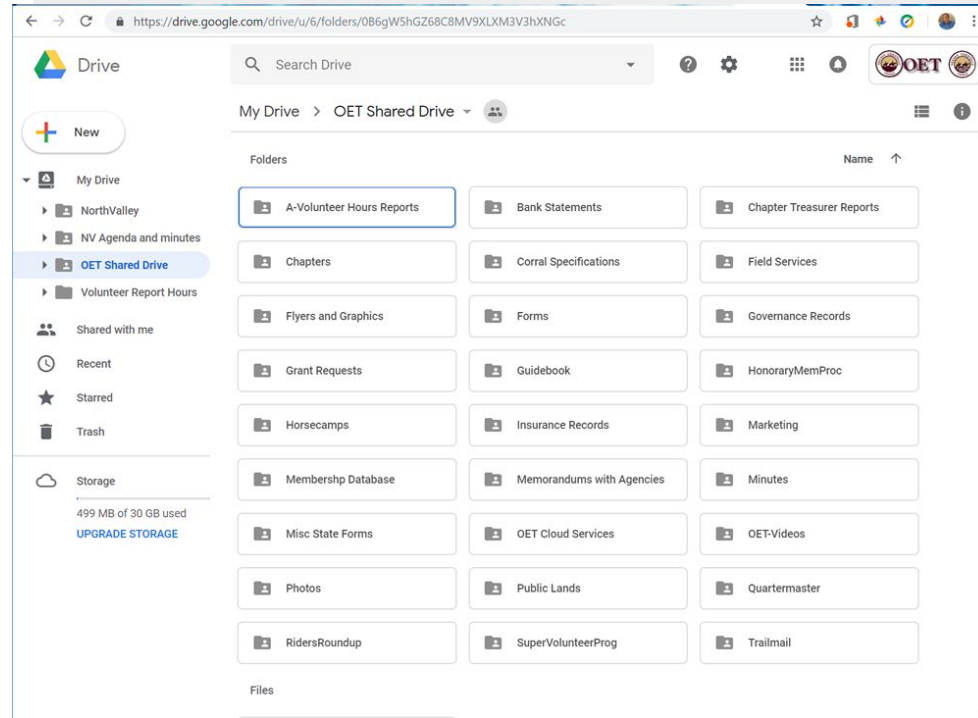 https://drive.google.com/drive/u/6/folders/0B6gW5hGZ68C8MV9XLXM3V3hXNGc
Drive
Search Drive
OET
My Drive > OET Shared Drive
New
Folders
Name
My Drive
NorthValley
NV Agenda and minutes
OET Shared Drive
Volunteer Report Hours
Shared with me
Recent
Starred
Trash
Storage
499 MB of 30 GB used
UPGRADE STORAGE
A-Volunteer Hours Reports
Bank Statements
Chapter Treasurer Reports
Chapters
Corral Specifications
Field Services
Flyers and Graphics
Forms
Governance Records
Grant Requests
Guidebook
HonoraryMemProc
Horsecamps
Insurance Records
Marketing
Membershp Database
Memorandums with Agencies
Minutes
Misc State Forms
OET Cloud Services
OET-Videos
Photos
Public Lands
Quartermaster
RidersRoundup
SuperVolunteerProg
Trailmail
Files